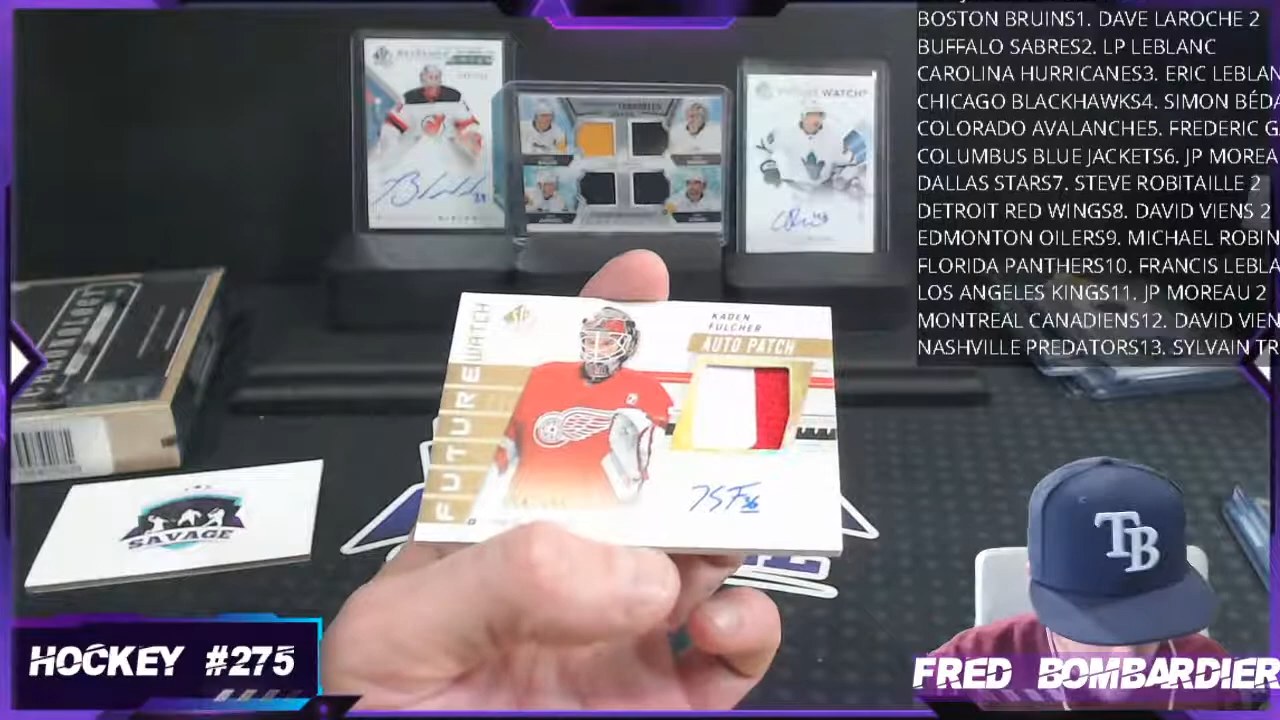 BOSTON BRUINS1. DAVE LAROCHE 2
BUFFALO SABRES2. LP LEBLANC
CAROLINA HURRICANES3. ERIC LEBLAN
CHICAGO BLACKHAWKS4. SIMON BÉDA
COLORADO AVALANCHE5. FREDERIC G
COLUMBUS BLUE JACKETS6. JP MOREA
DALLAS STARS7. STEVE ROBITAILLE 2
DETROIT RED WINGS8. DAVID VIENS 2
EDMONTON OILERS9. MICHAEL ROBIN
FLORIDA PANTHERS10. FRANCIS LEBLA
LOS ANGELES KINGS11. JP MOREAU 2
MONTREAL CANADIENS12. DAVID VIEN
NASHVILLE PREDATORS13. SYLVAIN TR
WATCH
FUTURE WATCH
SP
KADEN
FULCHER
AUTO PATCH
36
SAVAGE
TB
HOCKEY #275
FRED BOMBARDIER